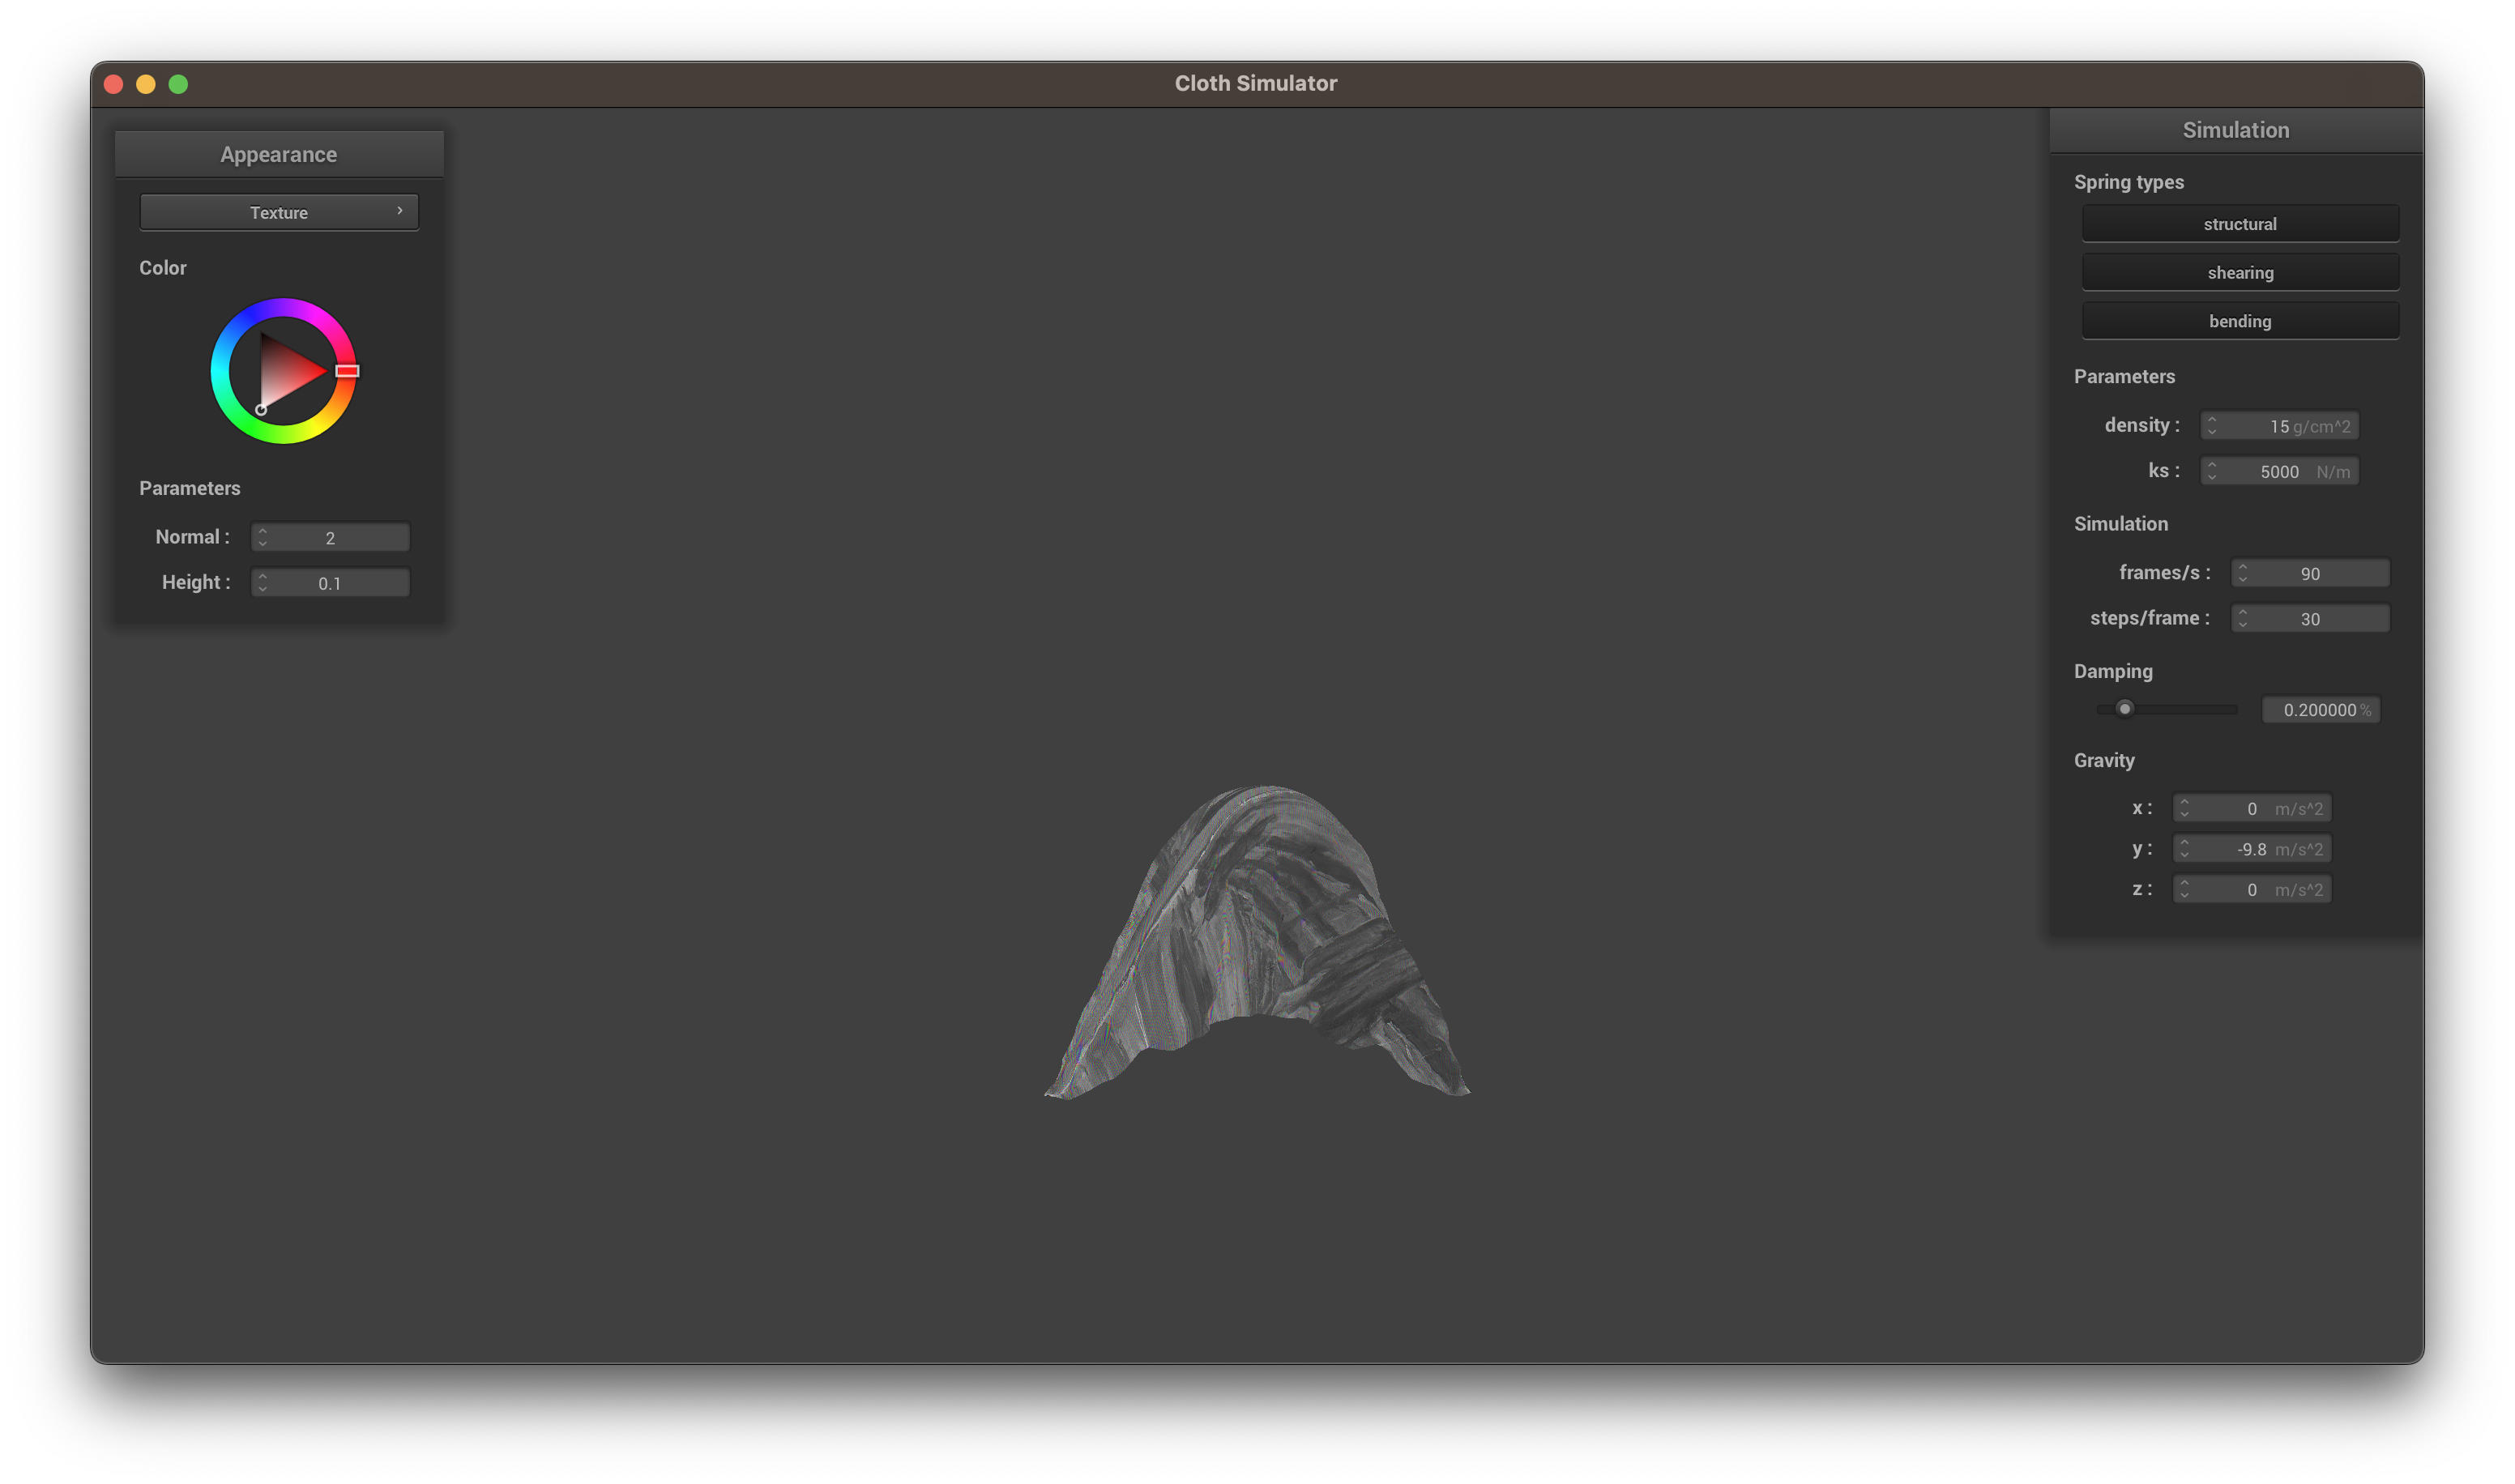 Cloth Simulator
Appearance
Texture
Color
Parameters
Normal : 2
Height : 0.1
Simulation
Spring types
structural
shearing
bending
Parameters
density : 15 g/cm^2
ks : 5000 N/m
Simulation
frames/s : 90
steps/frame : 30
Damping
0.200000 %
Gravity
x : 0 m/s^2
y : -9.8 m/s^2
z : 0 m/s^2